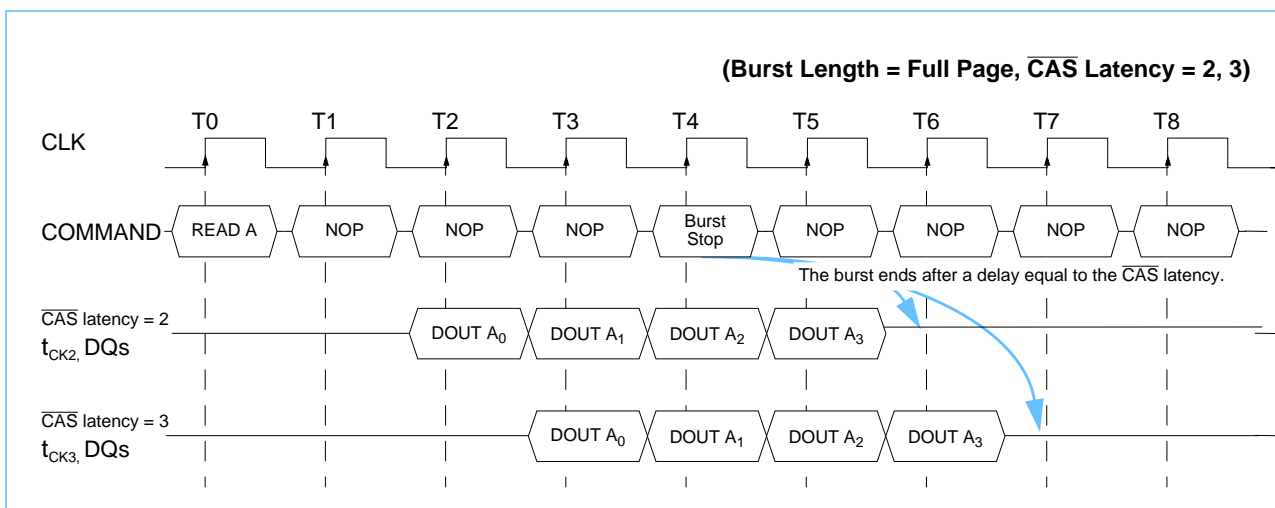 (Burst Length = Full Page, CAS Latency = 2, 3)
T0 T1 T2 T3 T4 T5 T6 T7 T8
CLK
COMMAND READ A NOP NOP NOP Burst Stop NOP NOP NOP NOP
The burst ends after a delay equal to the CAS latency.
CAS latency = 2
tCK2, DQs DOUT A0 DOUT A1 DOUT A2 DOUT A3
CAS latency = 3
tCK3, DQs DOUT A0 DOUT A1 DOUT A2 DOUT A3